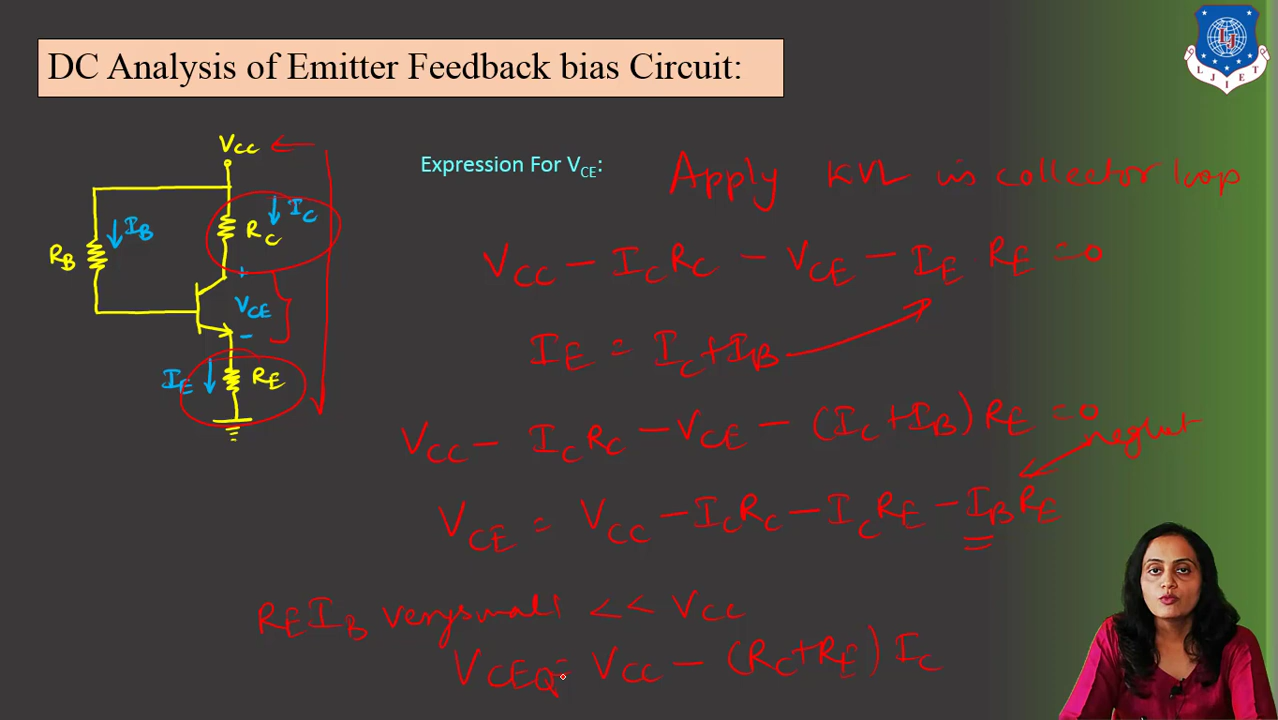 DC Analysis of Emitter Feedback bias Circuit:
LJIET
VCC
Expression For VCE:
Apply KVL in collector loop
IC
IB
RC
RB
+
VCE
-
IE
RE
VCC - ICRC - VCE - IE RE = 0
IE = IC+IB
VCC - ICRC - VCE - (IC+IB) RE = 0
neglect
VCE = VCC - ICRC - ICRE - IBRE
REIB very small << VCC
VCEQ = VCC - (RC+RE) IC